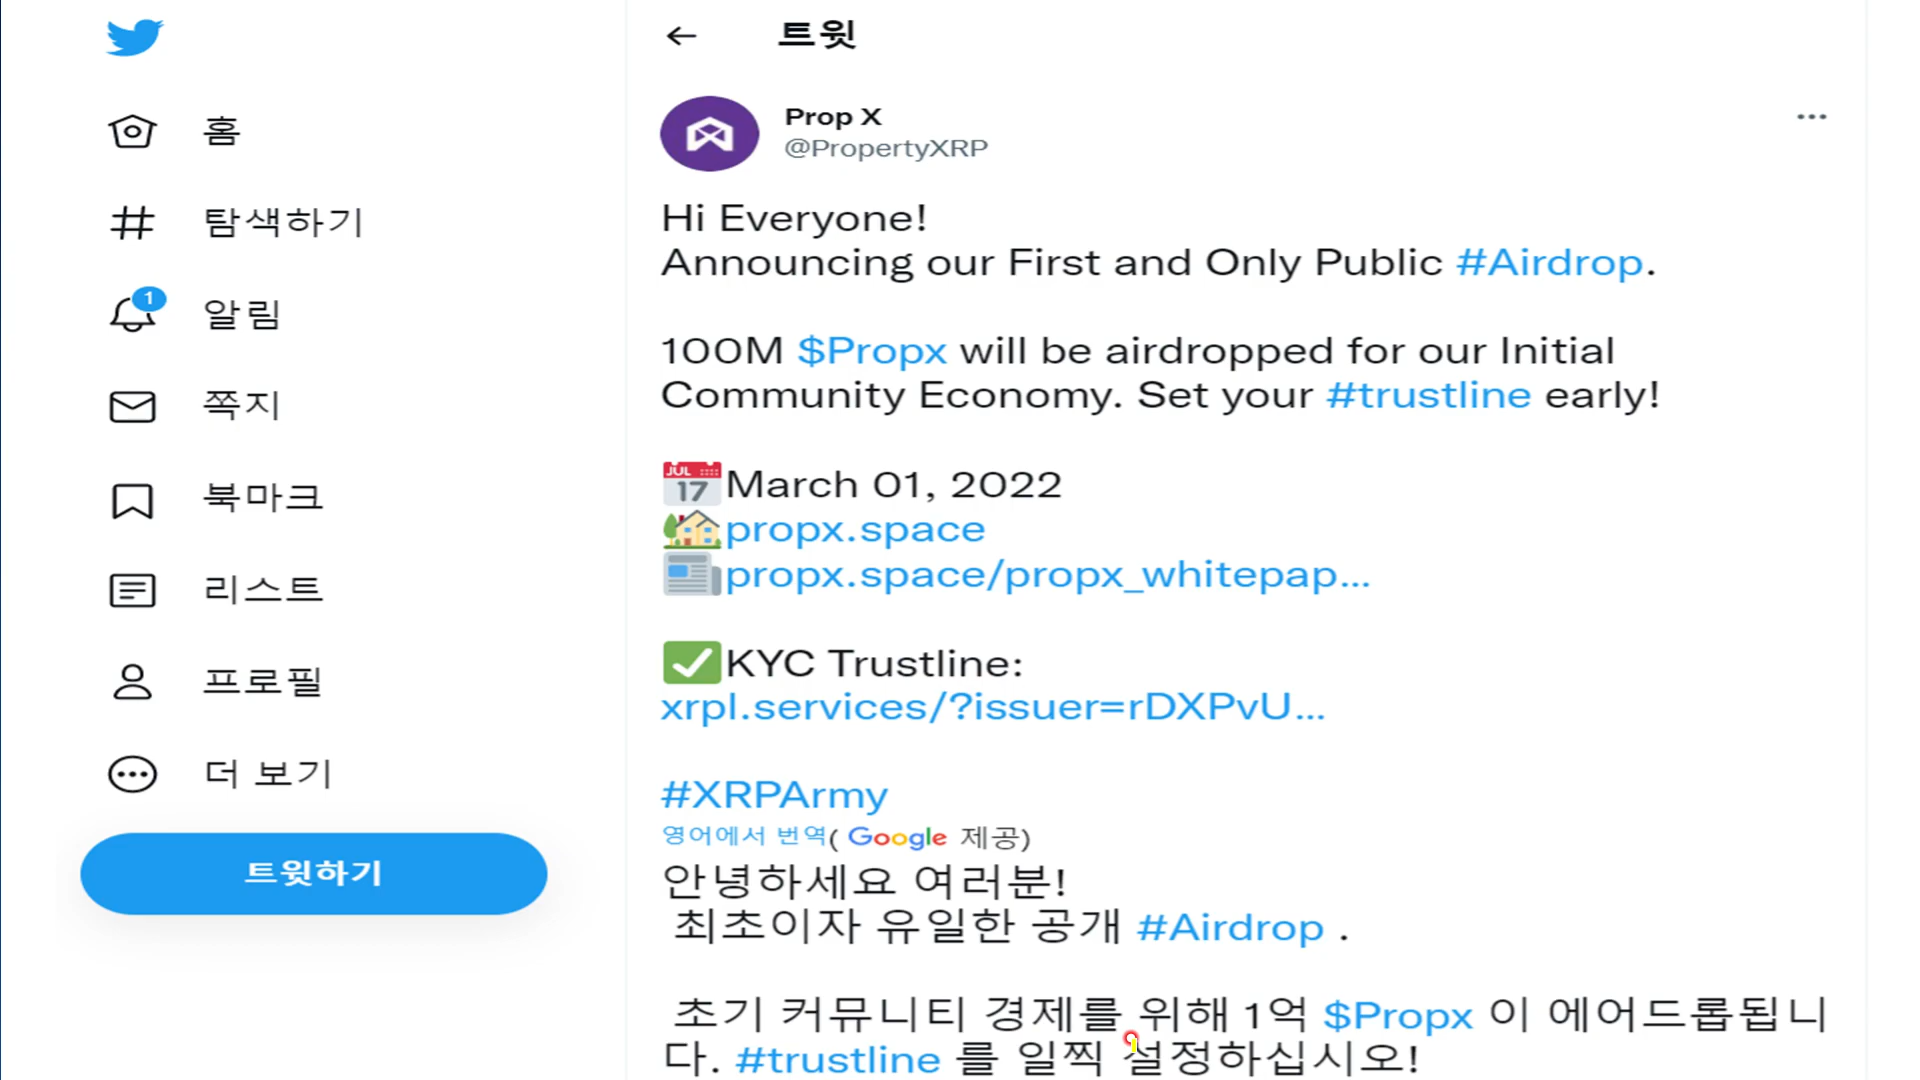 홈
탐색하기
1
알림
쪽지
북마크
리스트
프로필
더 보기
트윗하기
트윗
Prop X
@PropertyXRP
Hi Everyone!
Announcing our First and Only Public #Airdrop.
100M $Propx will be airdropped for our Initial
Community Economy. Set your #trustline early!
JUL
17
March 01, 2022
propx.space
propx.space/propx_whitepap...
KYC Trustline:
xrpl.services/?issuer=rDXPvU...
#XRPArmy
영어에서 번역( Google 제공)
안녕하세요 여러분!
최초이자 유일한 공개 #Airdrop .
초기 커뮤니티 경제를 위해 1억 $Propx 이 에어드롭됩니
다. #trustline 를 일찍 설정하십시오!